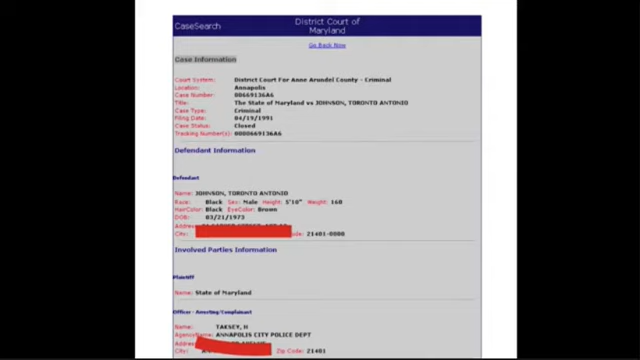 CaseSearch
District Court of
Maryland
Go Back Now
Case Information
Court System: District Court For Anne Arundel County - Criminal
Location: Annapolis
Case Number: 00669136A6
Title: The State of Maryland vs JOHNSON, TORONTO ANTONIO
Case Type: Criminal
Filing Date: 04/19/1991
Case Status: Closed
Tracking Number(s): 0000669136A6
Defendant Information
Defendant
Name: JOHNSON, TORONTO ANTONIO
Race: Black Sex: Male Height: 5'10" Weight: 160
HairColor: Black EyeColor: Brown
DOB: 03/21/1973
Address:
City: Code: 21401-0000
Involved Parties Information
Plaintiff
Name: State of Maryland
Officer - Arresting/Complainant
Name: TAKSEY, H
AgencyName: ANNAPOLIS CITY POLICE DEPT
Address:
City: Zip Code: 21401